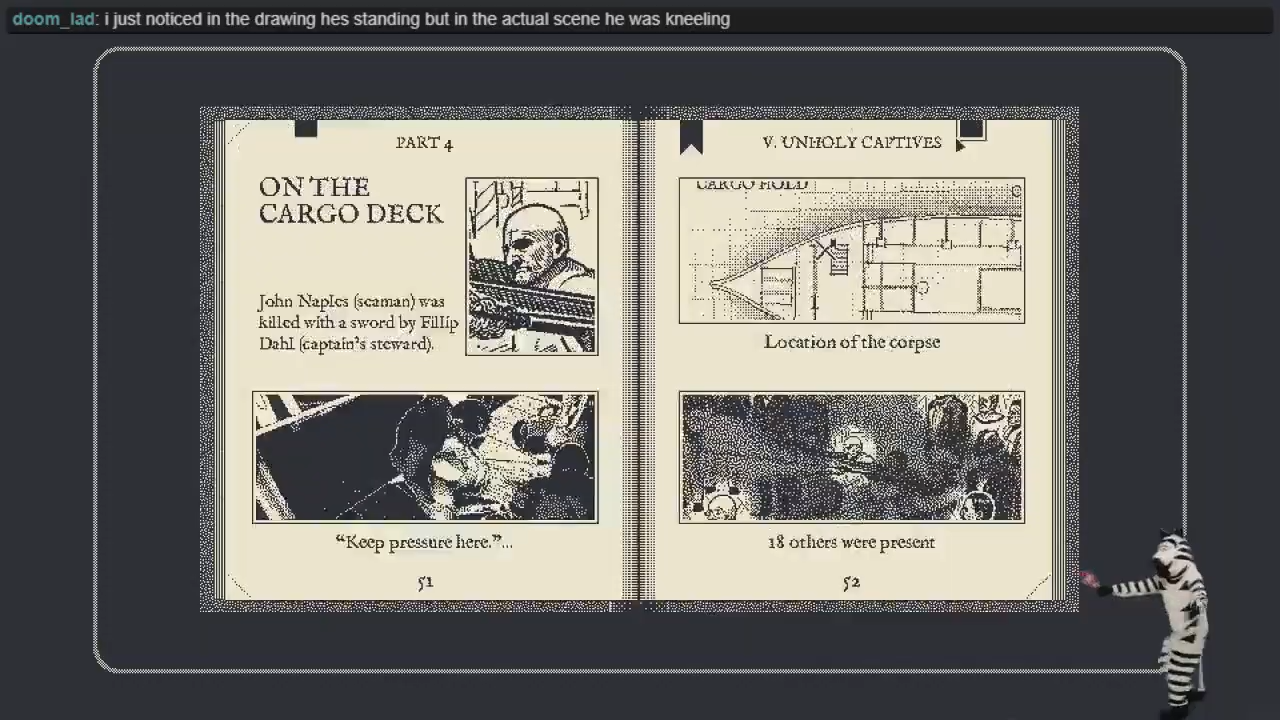 doom_lad: i just noticed in the drawing hes standing but in the actual scene he was kneeling
PART 4
ON THE
CARGO DECK
John Naples (seaman) was
killed with a sword by Fillip
Dahl (captain's steward).
"Keep pressure here."...
51
V. UNHOLY CAPTIVES
CARGO HOLD
Location of the corpse
18 others were present
52